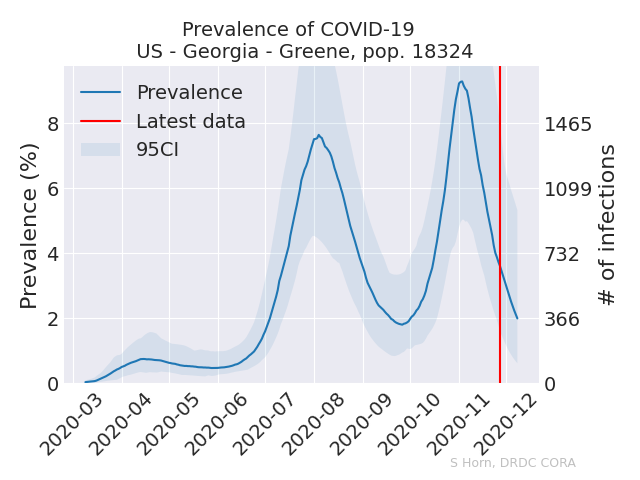 Prevalence of COVID-19
US - Georgia - Greene, pop. 18324
Prevalence
Latest data
95CI
Prevalence (%)
0
2
4
6
8
# of infections
0
366
732
1099
1465
2020-03
2020-04
2020-05
2020-06
2020-07
2020-08
2020-09
2020-10
2020-11
2020-12
S Horn, DRDC CORA